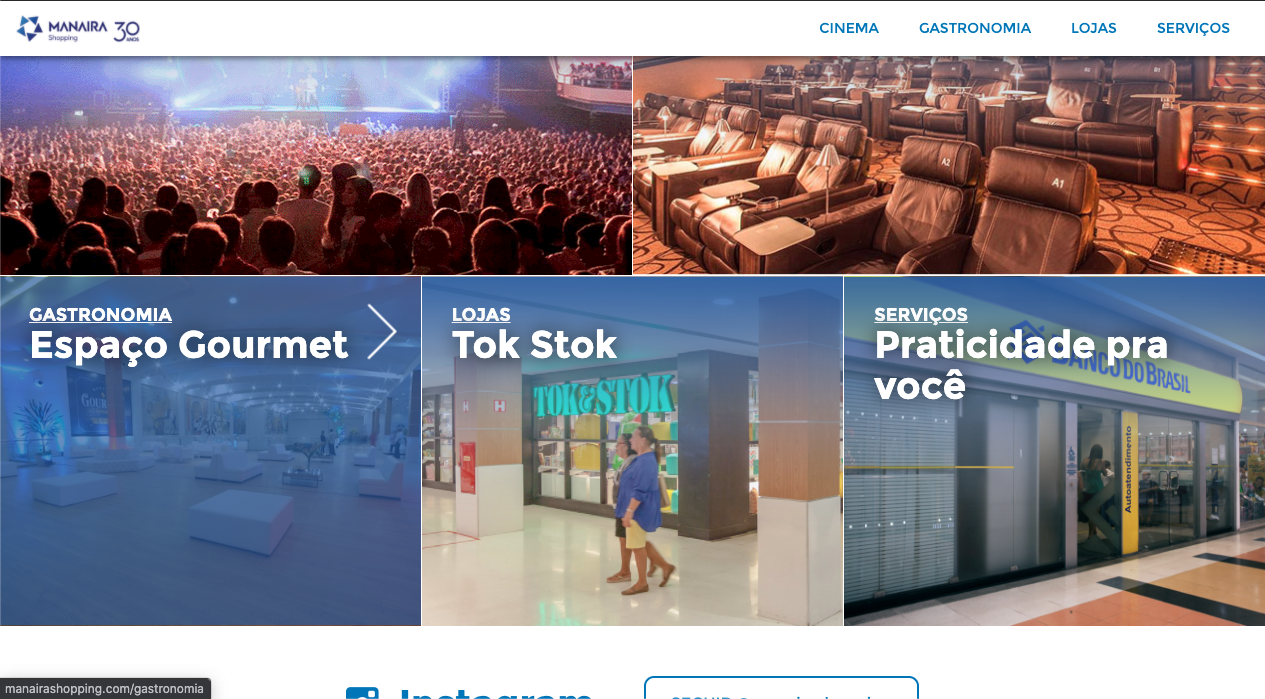 MANAIRA 30
Shopping ANOS
CINEMA GASTRONOMIA LOJAS SERVIÇOS
A2
A1
GASTRONOMIA
Espaço Gourmet
LOJAS
Tok Stok
SERVIÇOS
Praticidade pra
você
GOURMET
H H
TOK&STOK
BANCO DO BRASIL
Autoatendimento
manairashopping.com/gastronomia
Instagram